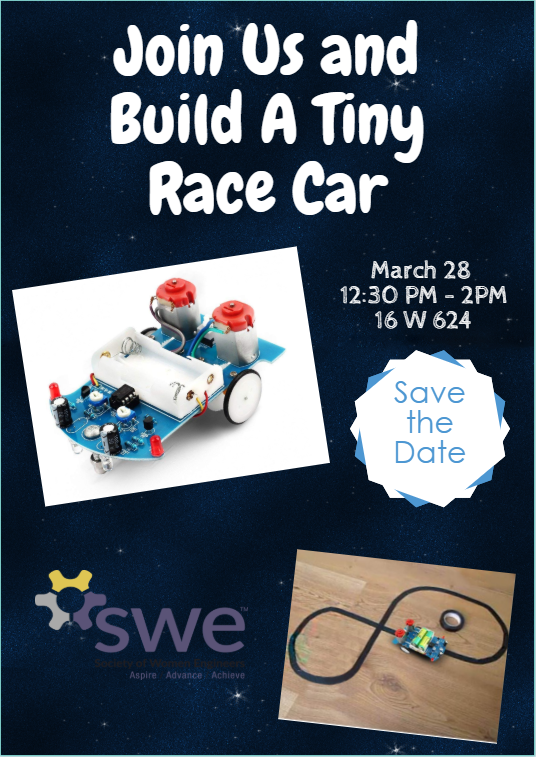 Join Us and
Build A Tiny
Race Car
March 28
12:30 PM - 2PM
16 W 624
Save
the
Date
swe™
Society of Women Engineers
Aspire Advance Achieve